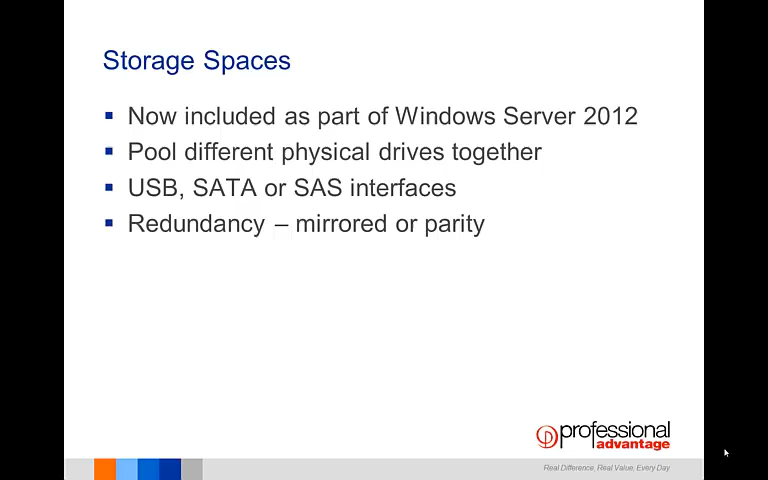 Storage Spaces
▪ Now included as part of Windows Server 2012
▪ Pool different physical drives together
▪ USB, SATA or SAS interfaces
▪ Redundancy – mirrored or parity
professional
advantage
Real Difference, Real Value, Every Day